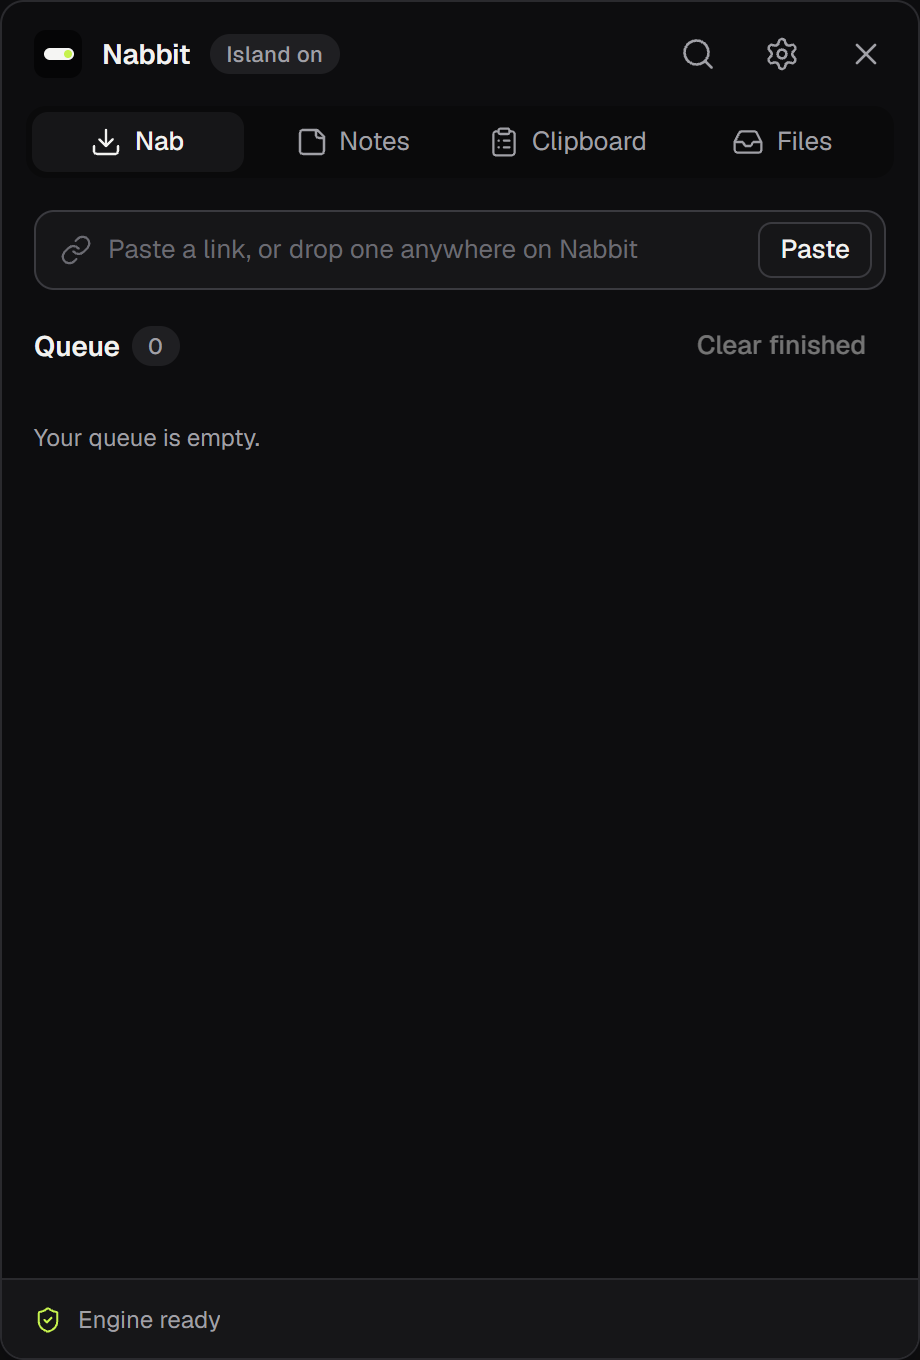 Nabbit Island on
Nab Notes Clipboard Files
Paste a link, or drop one anywhere on Nabbit Paste
Queue 0 Clear finished
Your queue is empty.
Engine ready